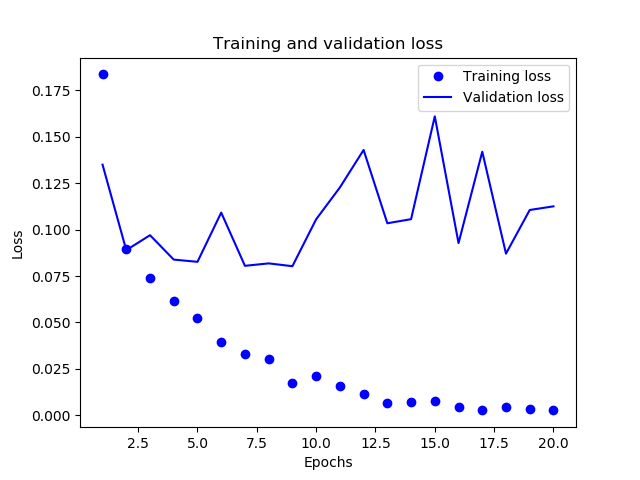 Training and validation loss
Training loss
Validation loss
0.175
0.150
0.125
0.100
0.075
0.050
0.025
0.000
Loss
2.5 5.0 7.5 10.0 12.5 15.0 17.5 20.0
Epochs